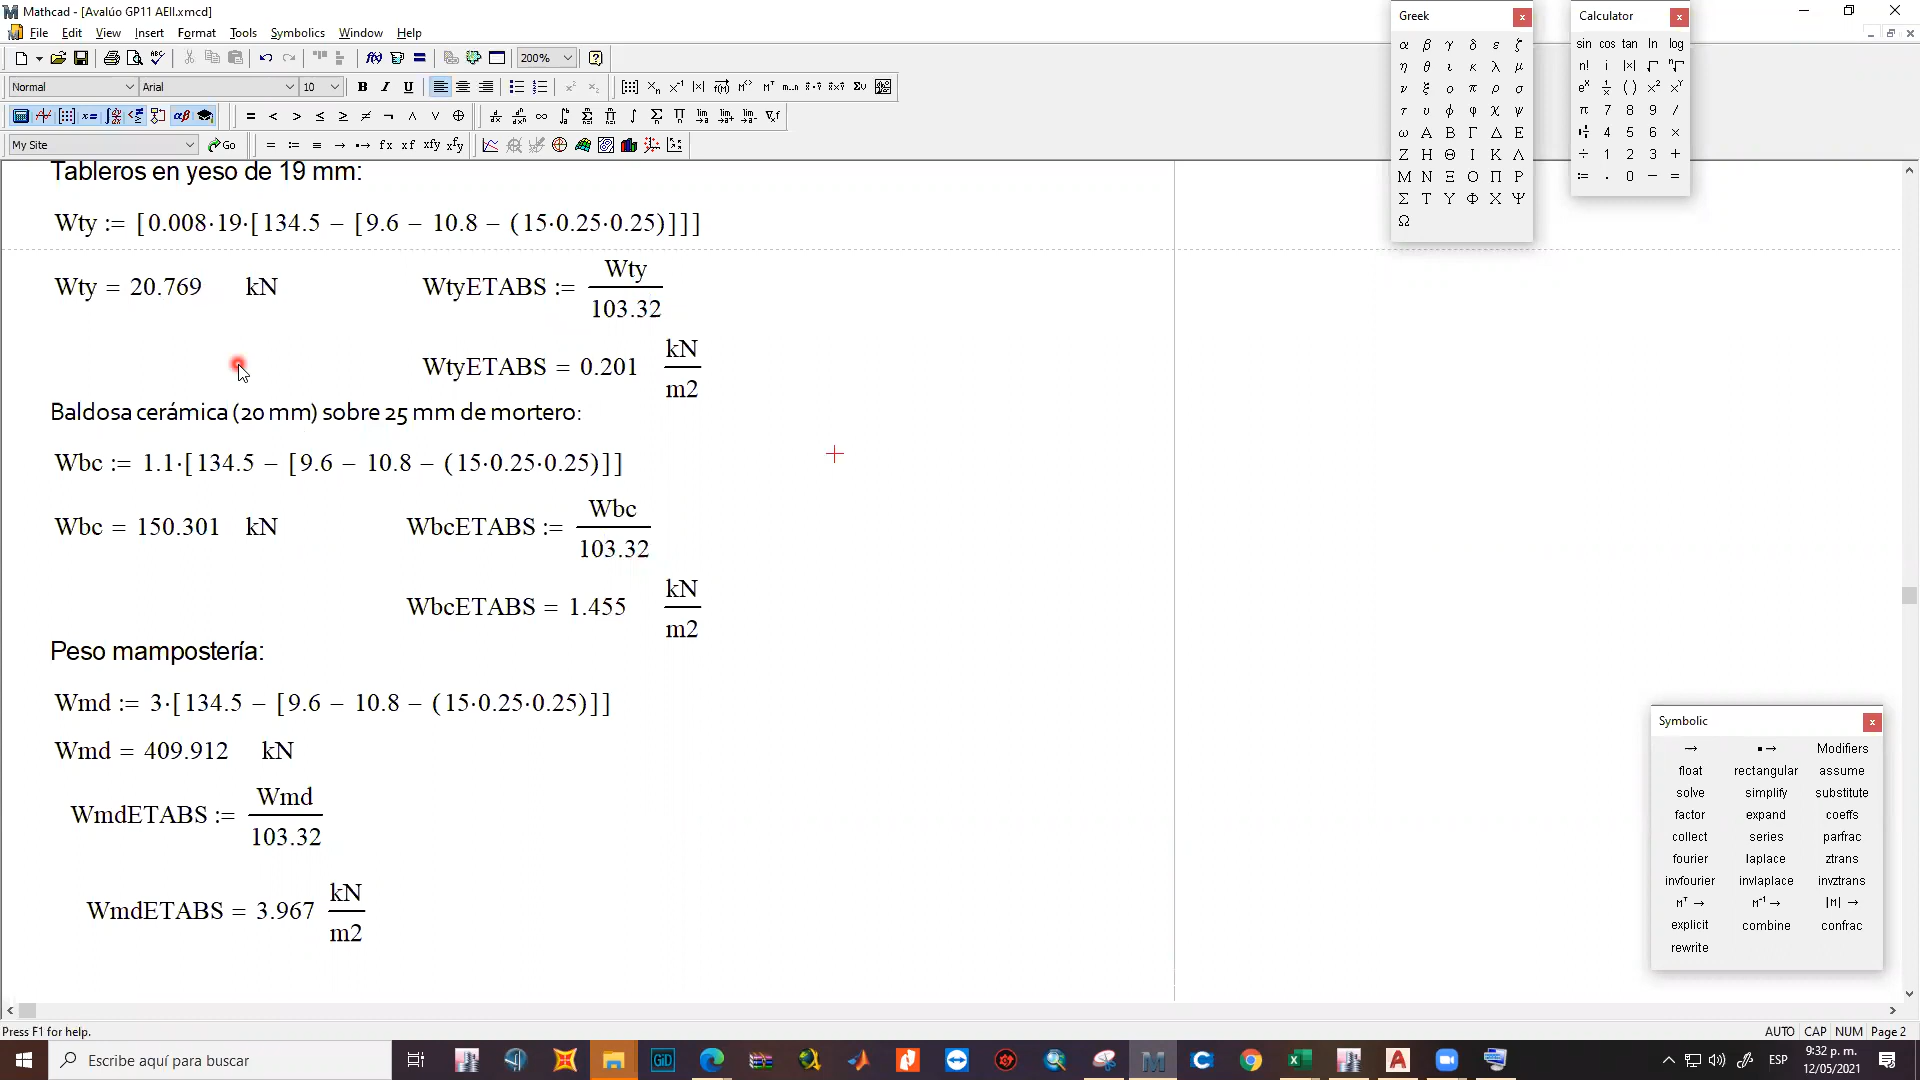 Mathcad - [Avalúo GP11 AEII.xmcd]
File Edit View Insert Format Tools Symbolics Window Help
200%
Normal Arial 10 B I U
My Site Go
Tableros en yeso de 19 mm:
Wty := [0.008·19·[134.5 − [9.6 − 10.8 − (15·0.25·0.25)]]]
Wty = 20.769 kN
WtyETABS := Wty
103.32
WtyETABS = 0.201 kN
m2
Baldosa cerámica (20 mm) sobre 25 mm de mortero:
Wbc := 1.1·[134.5 − [9.6 − 10.8 − (15·0.25·0.25)]]
Wbc = 150.301 kN
WbcETABS := Wbc
103.32
WbcETABS = 1.455 kN
m2
Peso mampostería:
Wmd := 3·[134.5 − [9.6 − 10.8 − (15·0.25·0.25)]]
Wmd = 409.912 kN
WmdETABS := Wmd
103.32
WmdETABS = 3.967 kN
m2
Greek
α β γ δ ε ζ
η θ ι κ λ μ
ν ξ ο π ρ σ
τ υ ϕ χ ψ
ω Α Β Γ Δ Ε
Ζ Η Θ Ι Κ Λ
Μ Ν Ξ Ο Π Ρ
Σ Τ Υ Φ Χ Ψ
Ω
Calculator
sin cos tan ln log
n! i |×| √ ⁿ√
eˣ 1/x ( ) ×² ×ʸ
π 7 8 9 /
4 5 6 ×
÷ 1 2 3 +
:= . 0 − =
Symbolic
→ ▪→ Modifiers
float rectangular assume
solve simplify substitute
factor expand coeffs
collect series parfrac
fourier laplace ztrans
invfourier invlaplace invztrans
Mᵀ → M⁻¹ → |M| →
explicit combine confrac
rewrite
Press F1 for help.
AUTO CAP NUM Page 2
Escribe aquí para buscar
ESP
9:32 p. m.
12/05/2021